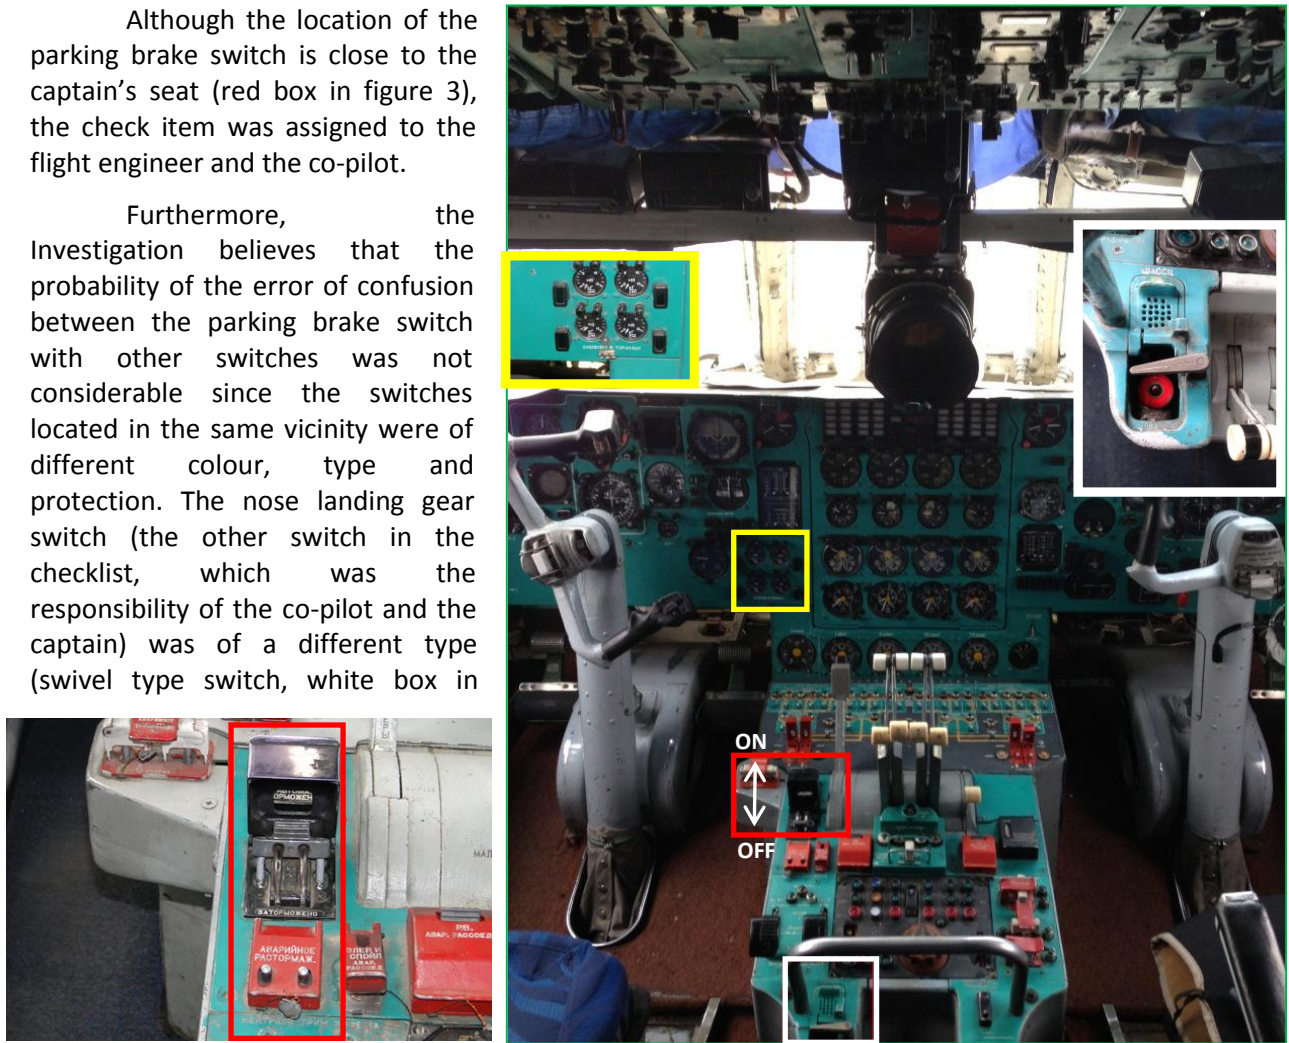 Although the location of the
parking brake switch is close to the
captain’s seat (red box in figure 3),
the check item was assigned to the
flight engineer and the co-pilot.
Furthermore, the
Investigation believes that the
probability of the error of confusion
between the parking brake switch
with other switches was not
considerable since the switches
located in the same vicinity were of
different colour, type and
protection. The nose landing gear
switch (the other switch in the
checklist, which was the
responsibility of the co-pilot and the
captain) was of a different type
(swivel type switch, white box in
ЗАТОРМОЖЕНО
АВАРИЙНОЕ
РАСТОРМАЖ.
РВ.
АВАР. РАССОЕД.
ШАССИ
ON
OFF